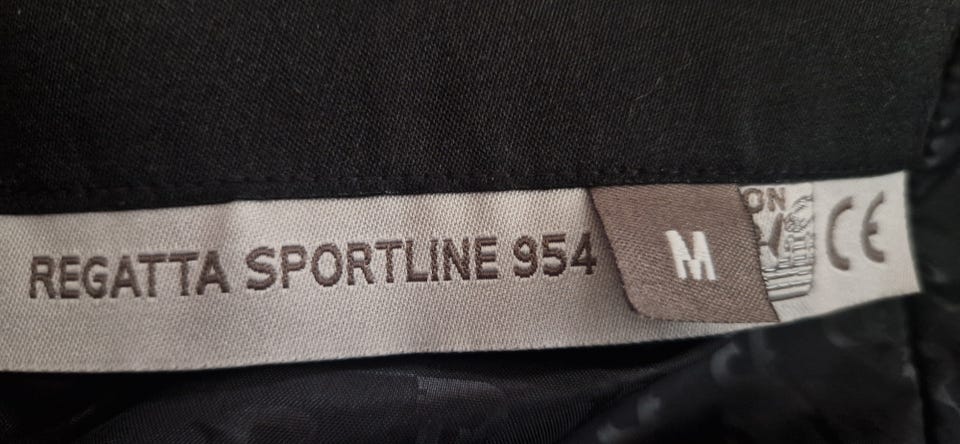 REGATTA SPORTLINE 954
M
CE